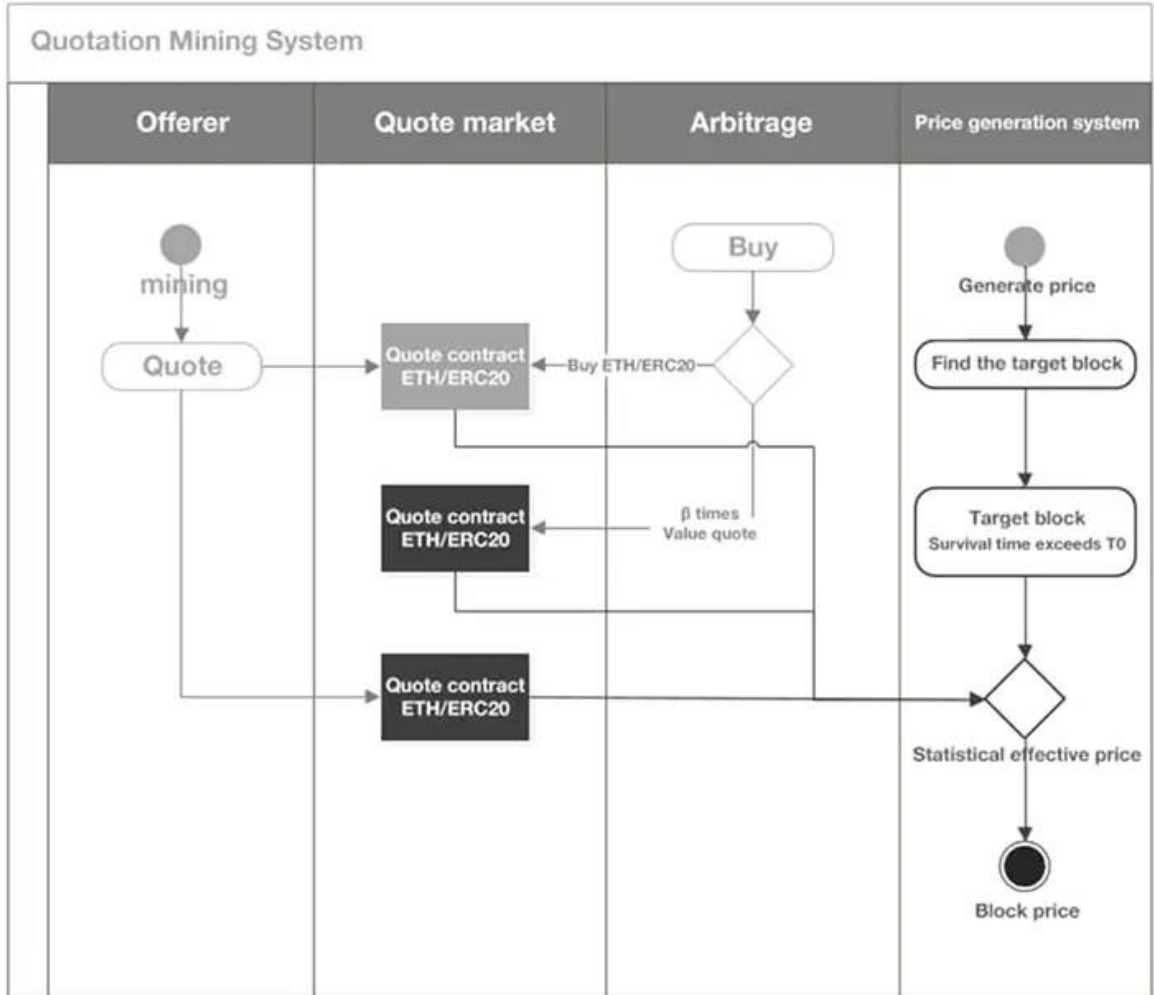 Quotation Mining System
Offerer
Quote market
Arbitrage
Price generation system
mining
Quote
Quote contract
ETH/ERC20
Buy ETH/ERC20
Buy
Generate price
Find the target block
Quote contract
ETH/ERC20
β times
Value quote
Target block
Survival time exceeds T0
Quote contract
ETH/ERC20
Statistical effective price
Block price